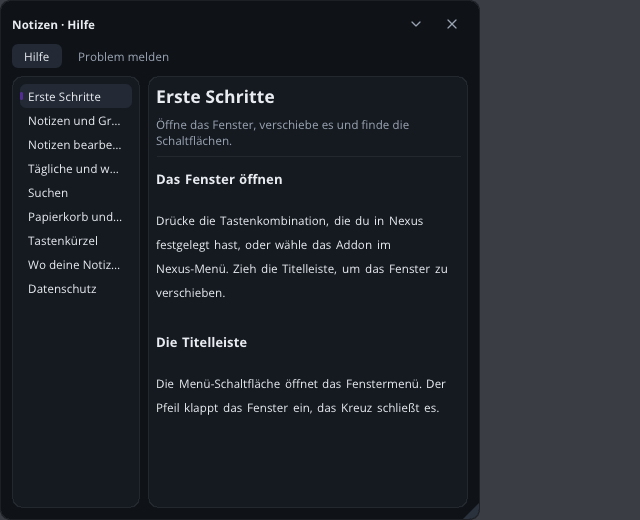 Notizen · Hilfe
Hilfe
Problem melden
Erste Schritte
Notizen und Gr...
Notizen bearbe...
Tägliche und w...
Suchen
Papierkorb und...
Tastenkürzel
Wo deine Notiz...
Datenschutz
Erste Schritte
Öffne das Fenster, verschiebe es und finde die
Schaltflächen.
Das Fenster öffnen
Drücke die Tastenkombination, die du in Nexus
festgelegt hast, oder wähle das Addon im
Nexus-Menü. Zieh die Titelleiste, um das Fenster zu
verschieben.
Die Titelleiste
Die Menü-Schaltfläche öffnet das Fenstermenü. Der
Pfeil klappt das Fenster ein, das Kreuz schließt es.